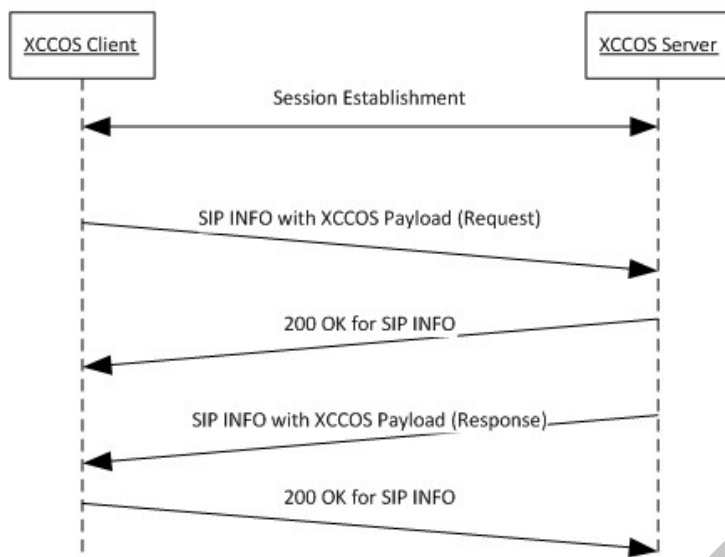 XCCOS Client
XCCOS Server
Session Establishment
SIP INFO with XCCOS Payload (Request)
200 OK for SIP INFO
SIP INFO with XCCOS Payload (Response)
200 OK for SIP INFO